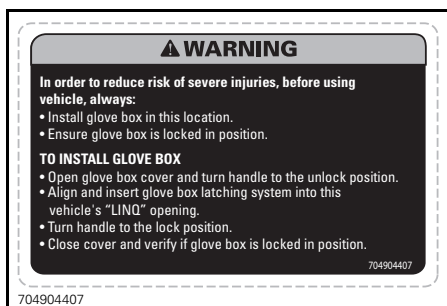 WARNING
In order to reduce risk of severe injuries, before using
vehicle, always:
• Install glove box in this location.
• Ensure glove box is locked in position.
TO INSTALL GLOVE BOX
• Open glove box cover and turn handle to the unlock position.
• Align and insert glove box latching system into this
vehicle's “LINQ” opening.
• Turn handle to the lock position.
• Close cover and verify if glove box is locked in position.
704904407
704904407